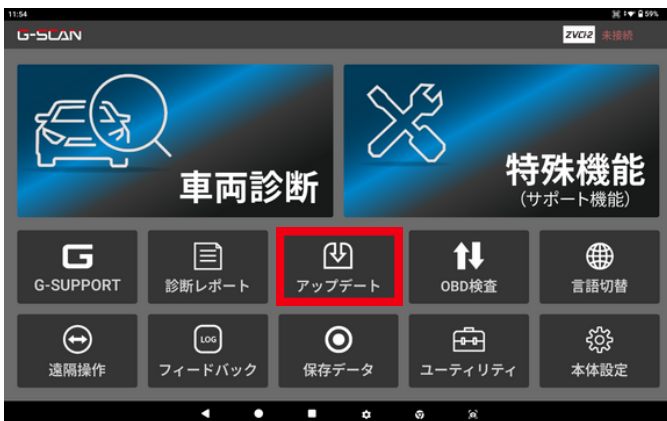 11:54
59%
G-SCAN
ZVCI-2 未接続
車両診断
特殊機能
(サポート機能)
G
G-SUPPORT
診断レポート
アップデート
OBD検査
言語切替
遠隔操作
LOG
フィードバック
保存データ
ユーティリティ
本体設定